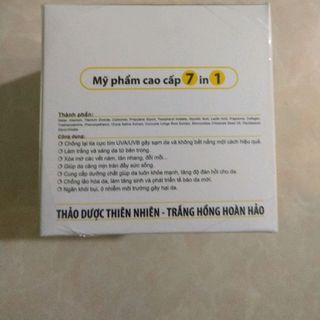 Mỹ phẩm cao cấp 7 in 1
Thành phần:
Công dụng:
Chống lại tia cực tím UVA/UVB gây sạm da và không bắt nắng một cách hiệu quả.
Làm trắng và sáng da từ bên trong.
Xóa mờ các vết nám, tàn nhang, đồi mồi...
Giúp da căng mịn tràn đầy sức sống.
Cung cấp dưỡng chất giúp da luôn khỏe mạnh, tăng độ đàn hồi cho da.
Chống lão hóa da, làm tăng sinh và phát triển tế bào da mới.
Ngăn khói bụi, ô nhiễm môi trường gây hại da.
THẢO DƯỢC THIÊN NHIÊN - TRẮNG HỒNG HOÀN HẢO